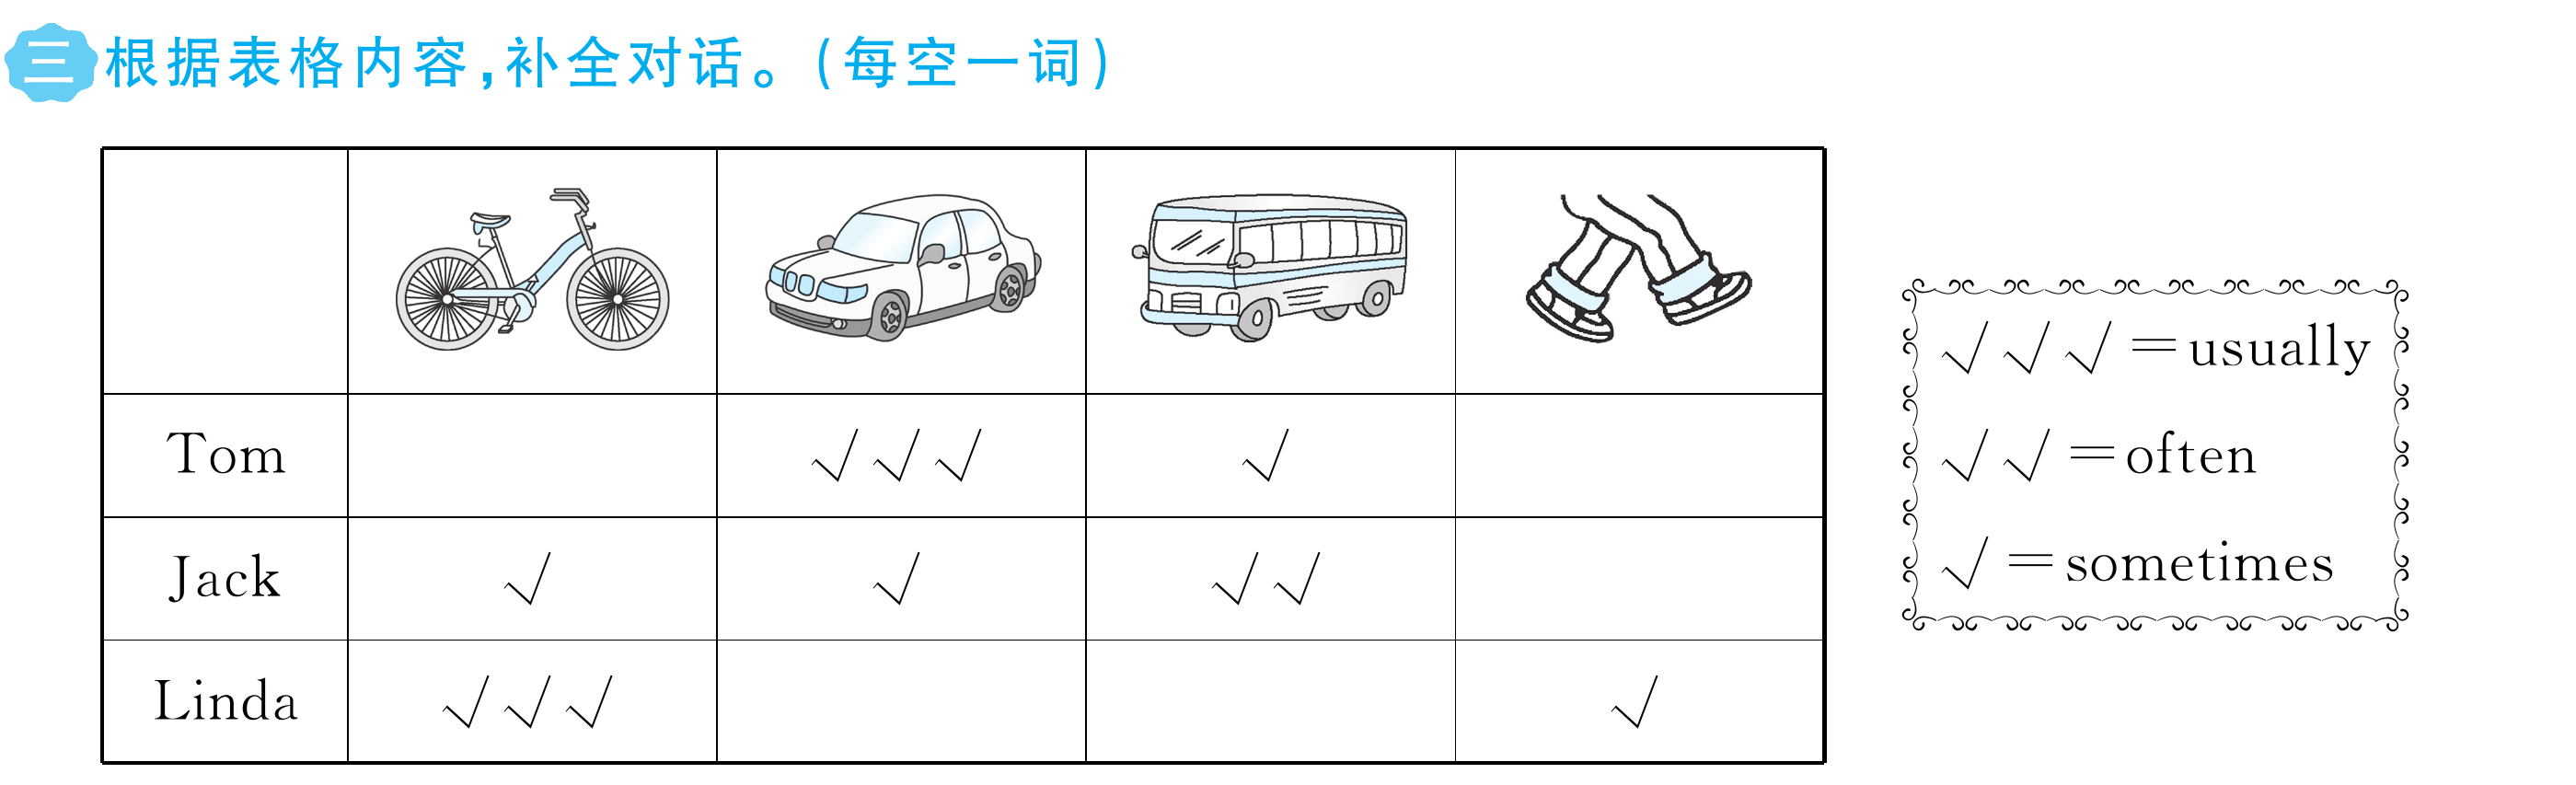 三 根据表格内容,补全对话。(每空一词)
Tom √√√ √
Jack √ √ √√
Linda √√√ √
√√√=usually
√√=often
√=sometimes